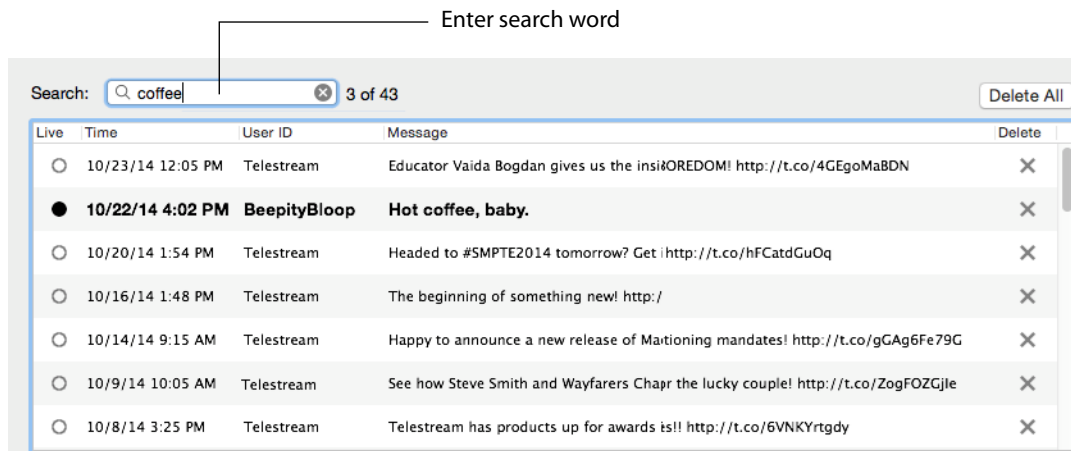 Enter search word
Search: coffee 3 of 43 Delete All
Live Time User ID Message Delete
10/23/14 12:05 PM Telestream Educator Vaida Bogdan gives us the OREDOM! http://t.co/4GEgoMaBDN
10/22/14 4:02 PM BeepityBloop Hot coffee, baby.
10/20/14 1:54 PM Telestream Headed to #SMPTE2014 tomorrow? Get http://t.co/hFCatdGuOq
10/16/14 1:48 PM Telestream The beginning of something new! http:/
10/14/14 9:15 AM Telestream Happy to announce a new release of tioning mandates! http://t.co/gGAg6Fe79G
10/9/14 10:05 AM Telestream See how Steve Smith and Wayfarers the lucky couple! http://t.co/ZogFOZGjIe
10/8/14 3:25 PM Telestream Telestream has products up for awards http://t.co/6VNKYrtgdy